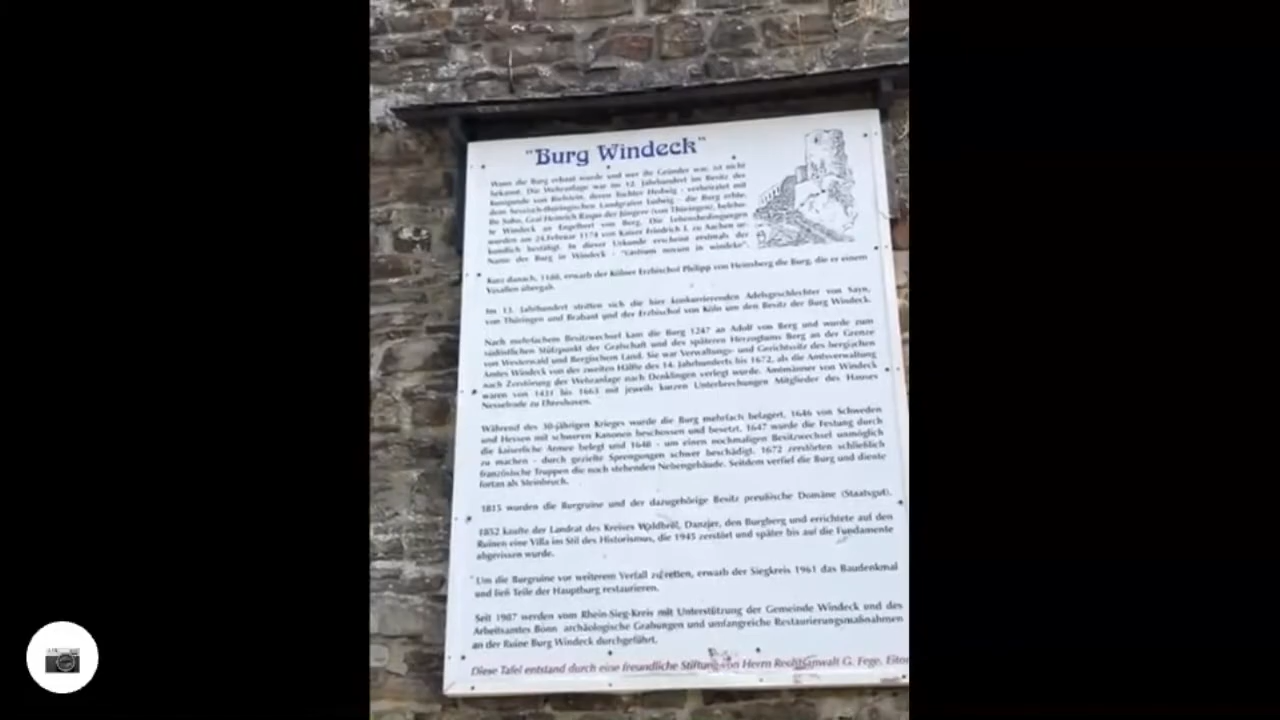 "Burg Windeck"
Wann die Burg erbaut wurde und wer ihr Gründer war, ist nicht
bekannt. Die Wehranlage war im 12. Jahrhundert im Besitz der
Kunigunde von Bielstein, deren Tochter Hedwig - verheiratet mit
dem hessisch-thüringischen Landgrafen Ludwig - die Burg erbte.
Ihr Sohn, Graf Heinrich Raspe der Jüngere (von Thüringen), belehn-
te Windeck an Engelbert von Berg. Die Lehensbedingungen
wurden am 24.Februar 1174 von Kaiser Friedrich I. zu Aachen ur-
kundlich bestätigt. In dieser Urkunde erscheint erstmals der
Name der Burg in Windeck - "castrum novum in windeke".
Kurz danach, 1188, erwarb der Kölner Erzbischof Philipp von Heinsberg die Burg, die er einem
Vasallen übergab.
Im 13. Jahrhundert stritten sich die hier konkurrierenden Adelsgeschlechter von Sayn,
von Thüringen und Brabant und der Erzbischof von Köln um den Besitz der Burg Windeck.
Nach mehrfachem Besitzwechsel kam die Burg 1247 an Adolf von Berg und wurde zum
südöstlichen Stützpunkt der Grafschaft und des späteren Herzogtums Berg an der Grenze
von Westerwald und Bergischem Land. Sie war Verwaltungs- und Gerichtssitz des bergischen
Amtes Windeck von der zweiten Hälfte des 14. Jahrhunderts bis 1672, als die Amtsverwaltung
nach Zerstörung der Wehranlage nach Denklingen verlegt wurde. Amtmänner von Windeck
waren von 1431 bis 1663 mit jeweils kurzen Unterbrechungen Mitglieder des Hauses
Nesselrode zu Ehreshoven.
Während des 30-jährigen Krieges wurde die Burg mehrfach belagert, 1646 von Schweden
und Hessen mit schweren Kanonen beschossen und besetzt. 1647 wurde die Festung durch
die kaiserliche Armee belegt und 1648 - um einen nochmaligen Besitzwechsel unmöglich
zu machen - durch gezielte Sprengungen schwer beschädigt. 1672 zerstörten schließlich
französische Truppen die noch stehenden Nebengebäude. Seitdem verfiel die Burg und diente
fortan als Steinbruch.
1815 wurden die Burgruine und der dazugehörige Besitz preußische Domäne (Staatsgut).
1852 kaufte der Landrat des Kreises Waldbröl, Danzier, den Burgberg und errichtete auf den
Ruinen eine Villa im Stil des Historismus, die 1945 zerstört und später bis auf die Fundamente
abgerissen wurde.
Um die Burgruine vor weiterem Verfall zu retten, erwarb der Siegkreis 1961 das Baudenkmal
und ließ Teile der Hauptburg restaurieren.
Seit 1987 werden vom Rhein-Sieg-Kreis mit Unterstützung der Gemeinde Windeck und des
Arbeitsamtes Bonn archäologische Grabungen und umfangreiche Restaurierungsmaßnahmen
an der Ruine Burg Windeck durchgeführt.
Diese Tafel entstand durch eine freundliche Stiftung von Herrn Rechtsanwalt G. Fege, Eitor